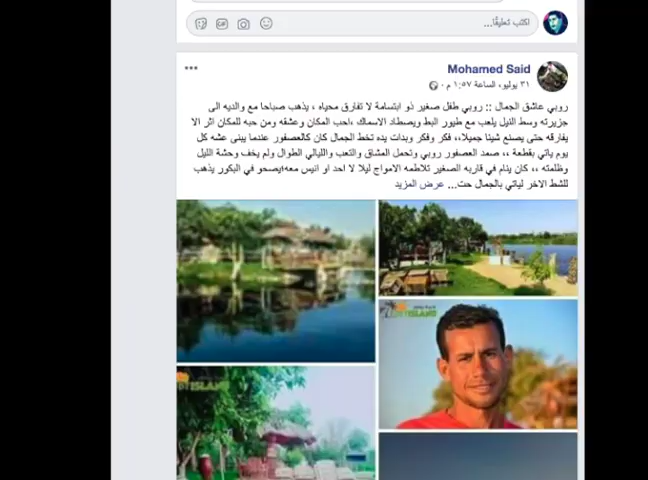 اكتب تعليقًا...
Mohamed Said
٣١ يوليو، الساعة ١:٥٧ م ·
روبي عاشق الجمال :: روبي طفل صغير ذو ابتسامة لا تفارق محياه ، يذهب صباحا مع والديه الى
جزيرته وسط النيل يلعب مع طيور البط ويصطاد الاسماك ،احب المكان وعشقه ومن حبه للمكان اثر الا
يفارقه حتى يصنع شيئا جميلا،، فكر وفكر وبدات يده تخط الجمال كان كالعصفور عندما يبنى عشه كل
يوم ياتي بقطعة ،، صمد العصفور روبي وتحمل المشاق والتعب والليالي الطوال ولم يخف وحشة الليل
وظلمته ،، كان ينام في قاربه الصغير تلاطمه الامواج ليلا لا احد او انيس معه؛يصحو في البكور يذهب
للشط الاخر لياتي بالجمال حت... عرض المزيد
ISLAND
ISLAND